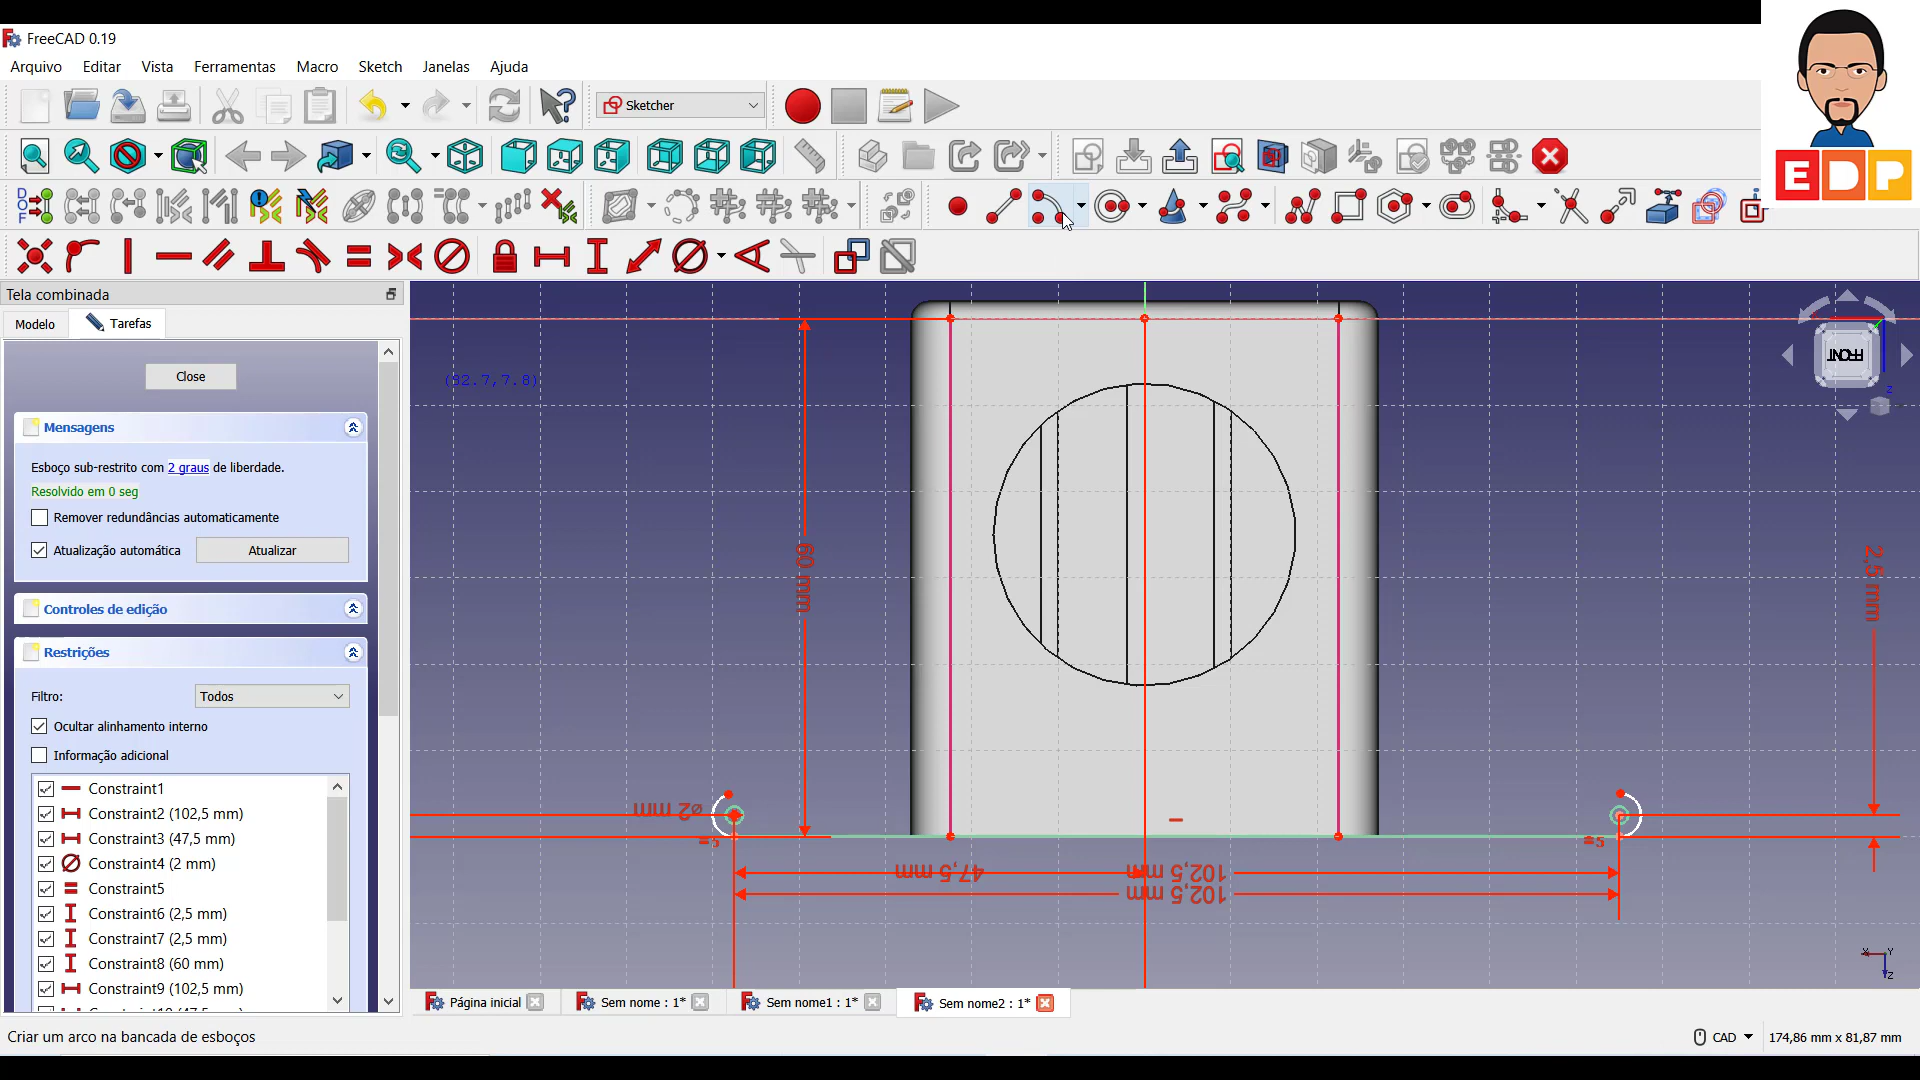 FreeCAD 0.19
Arquivo Editar Vista Ferramentas Macro Sketch Janelas Ajuda
Sketcher
EDP
DOF
Tela combinada
Modelo Tarefas
Close
Mensagens
Esboço sub-restrito com 2 graus de liberdade.
Resolvido em 0 seg
Remover redundâncias automaticamente
Atualização automática Atualizar
Controles de edição
Restrições
Filtro: Todos
Ocultar alinhamento interno
Informação adicional
Constraint1
Constraint2 (102,5 mm)
Constraint3 (47,5 mm)
Constraint4 (2 mm)
Constraint5
Constraint6 (2,5 mm)
Constraint7 (2,5 mm)
Constraint8 (60 mm)
Constraint9 (102,5 mm)
FRONT
Z
60 mm
2,5 mm
⌀2 mm
47,5 mm
102,5 mm
102,5 mm
X Y
Z
Página inicial Sem nome : 1* Sem nome1 : 1* Sem nome2 : 1*
Criar um arco na bancada de esboços
CAD 174,86 mm x 81,87 mm